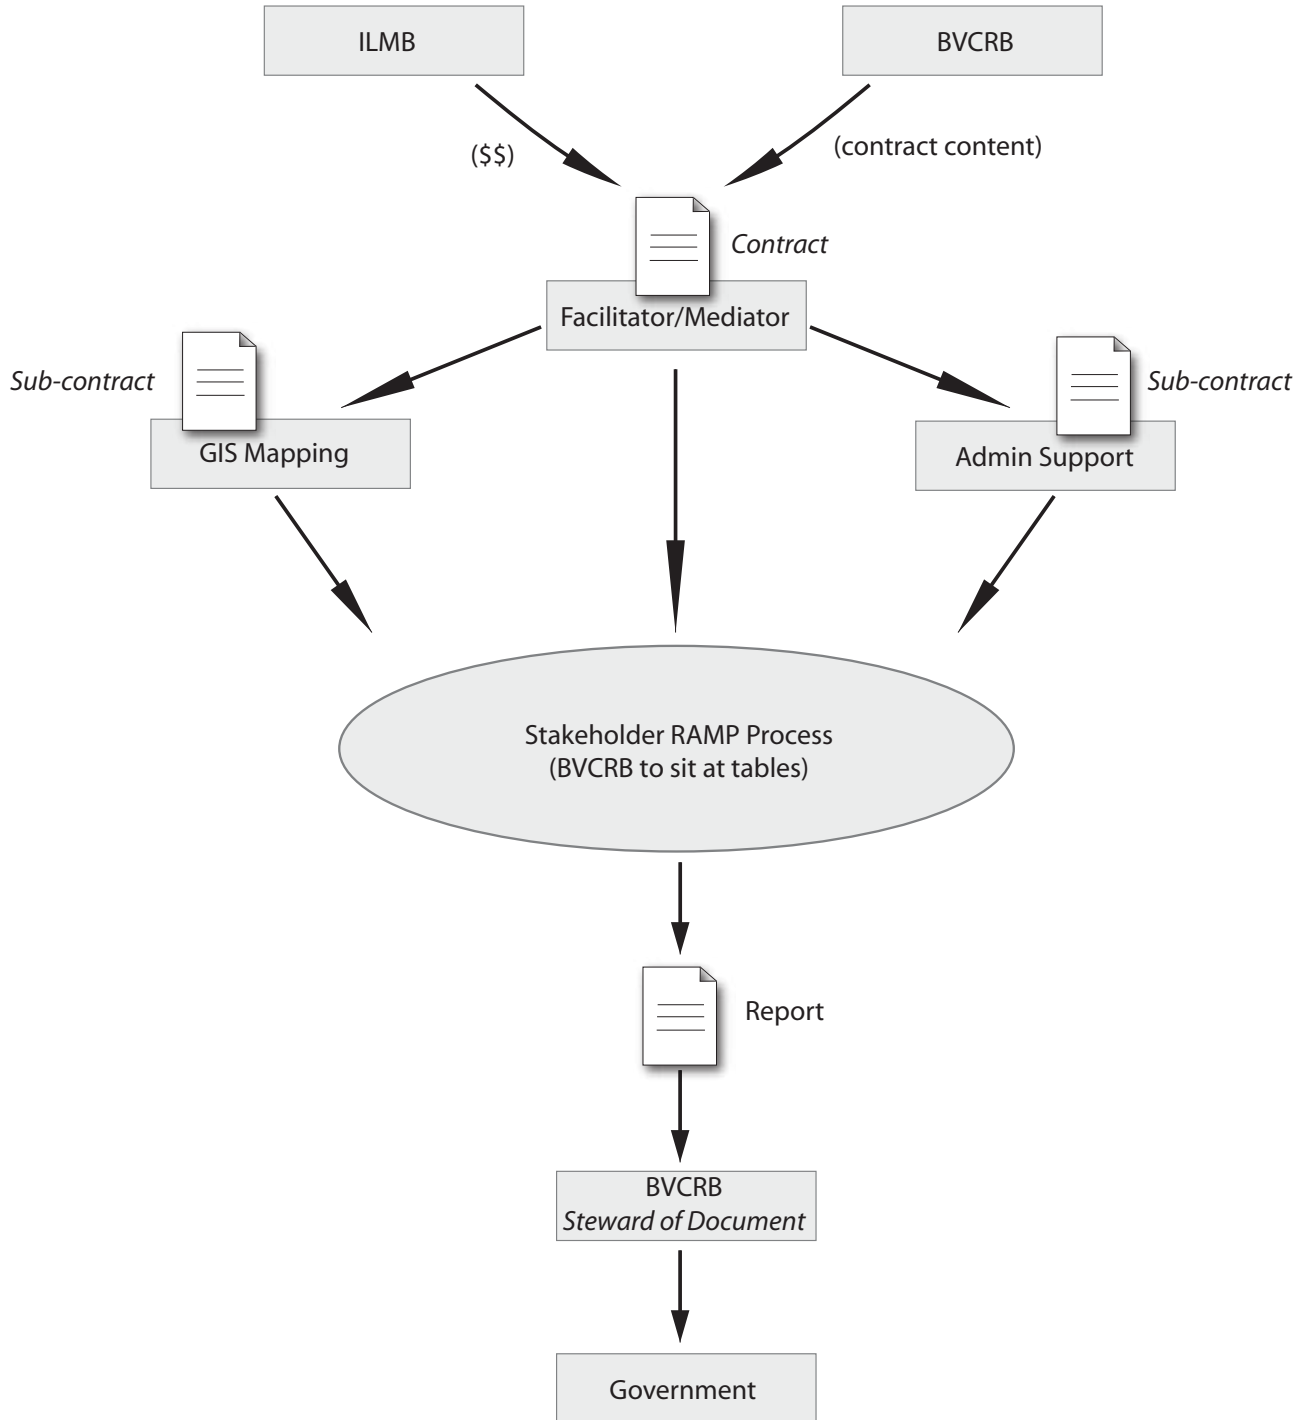 ILMB
BVCRB
($$)
(contract content)
Contract
Facilitator/Mediator
Sub-contract
Sub-contract
GIS Mapping
Admin Support
Stakeholder RAMP Process
(BVCRB to sit at tables)
Report
BVCRB
Steward of Document
Government